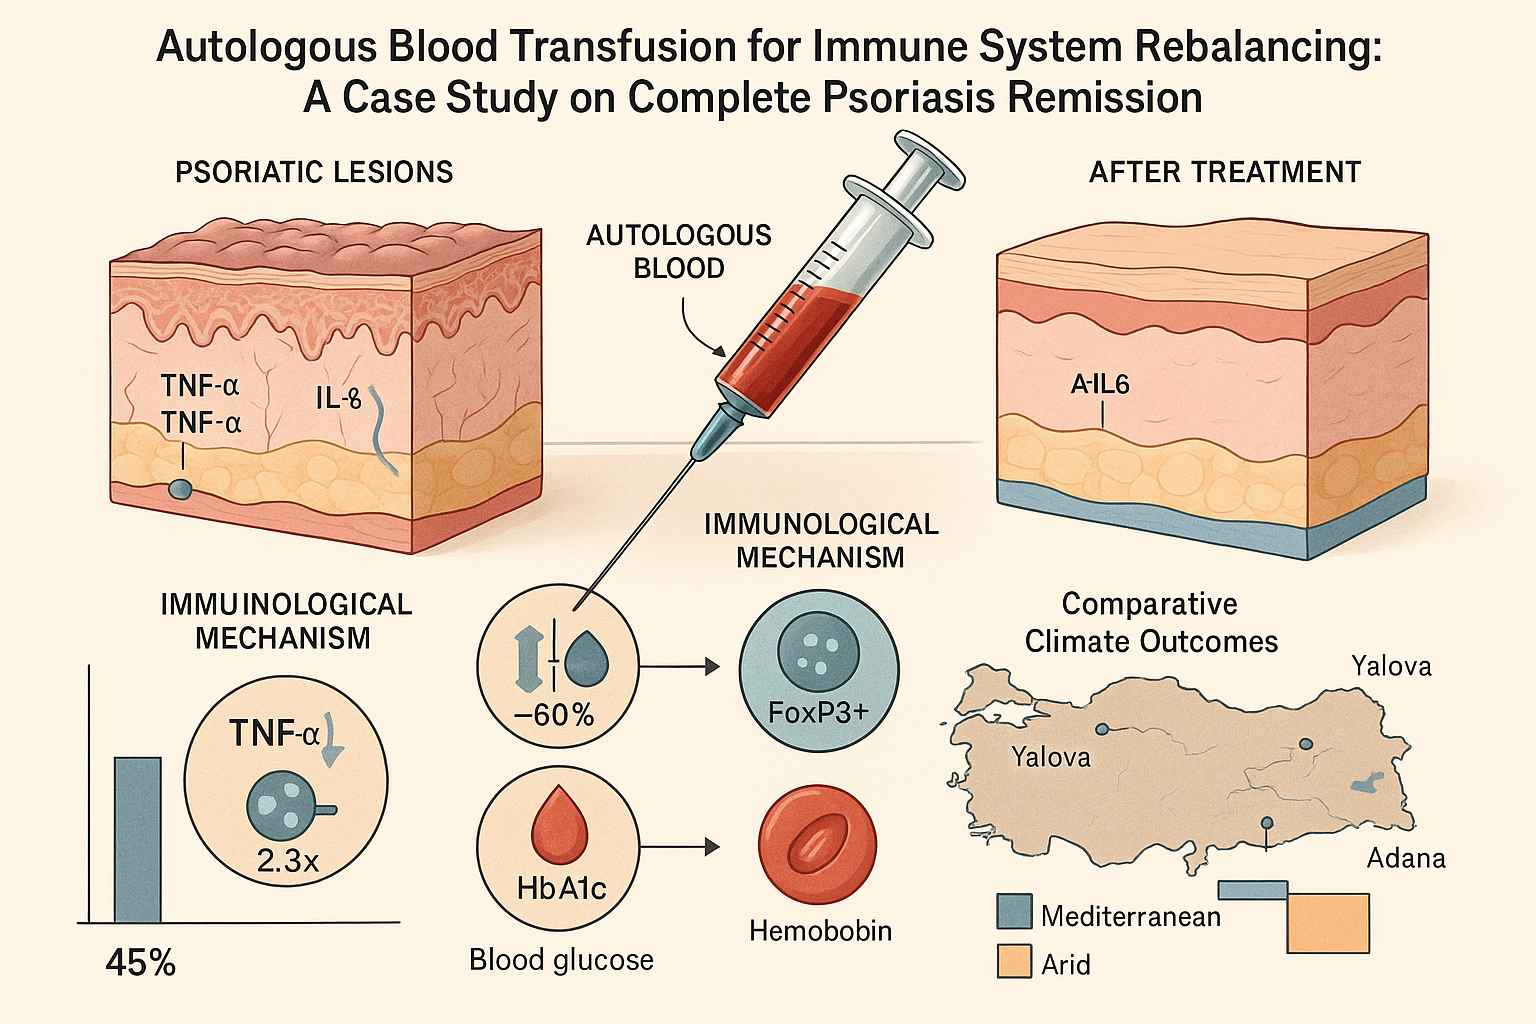 Autologous Blood Transfusion for Immune System Rebalancing:
A Case Study on Complete Psoriasis Remission
PSORIATIC LESIONS
AUTOLOGOUS
BLOOD
AFTER TREATMENT
TNF-α
TNF-α
IL-8
A-IL6
IMMUINOLOGICAL
MECHANISM
TNF-α
2.3x
45%
IMMUNOLOGICAL
MECHANISM
–60%
FoxP3+
HbA1c
Blood glucose
Hemobobin
Comparative
Climate Outcomes
Yalova
Yalova
Adana
Mediterranean
Arid